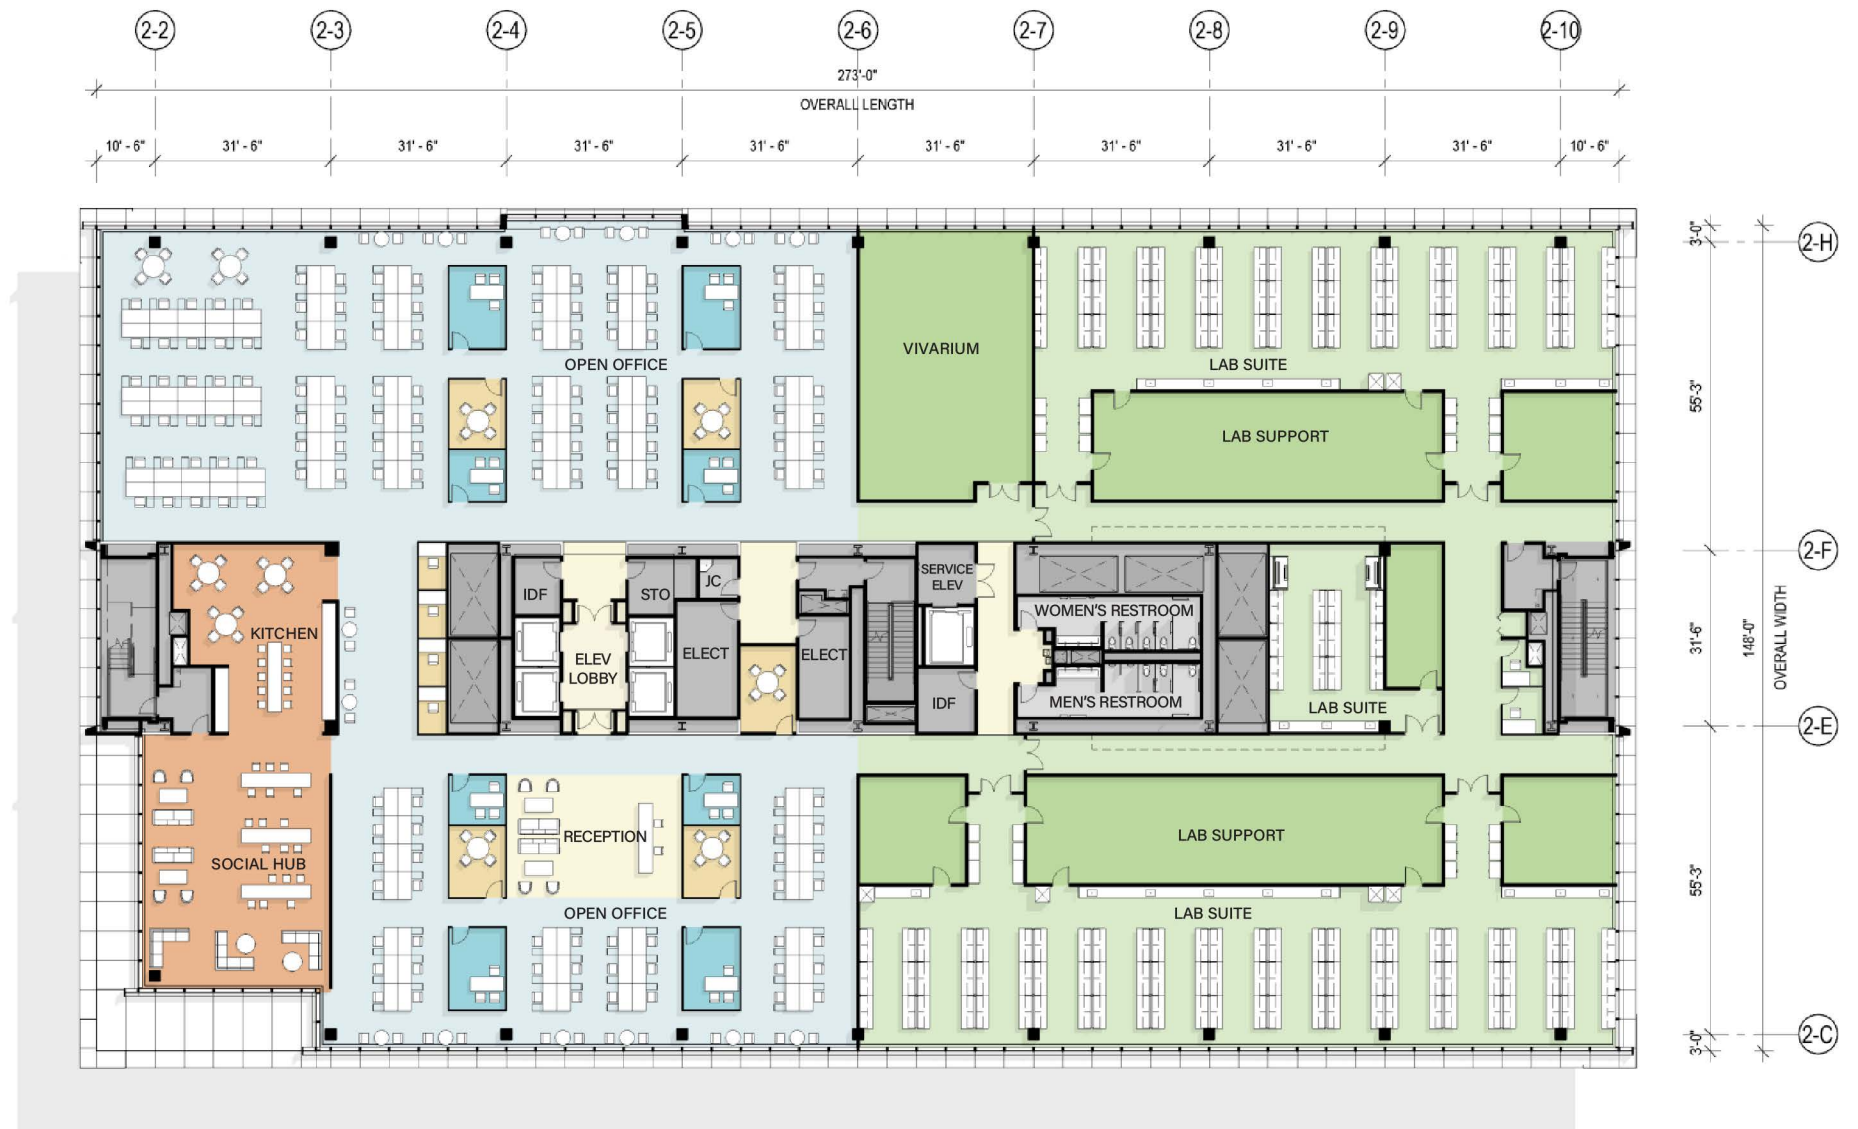 2-2 2-3 2-4 2-5 2-6 2-7 2-8 2-9 2-10
273'-0"
OVERALL LENGTH
10' - 6" 31' - 6" 31' - 6" 31' - 6" 31' - 6" 31' - 6" 31' - 6" 31' - 6" 31' - 6" 10' - 6"
3'-0"
2-H
VIVARIUM
OPEN OFFICE
LAB SUITE
55'-3"
LAB SUPPORT
2-F
SERVICE
ELEV
IDF
STO
JC
WOMEN'S RESTROOM
KITCHEN
31'-6"
148'-0"
OVERALL WIDTH
ELEV
LOBBY
ELECT
ELECT
IDF
MEN'S RESTROOM
LAB SUITE
2-E
RECEPTION
LAB SUPPORT
SOCIAL HUB
55'-3"
OPEN OFFICE
LAB SUITE
2-C
3'-0"